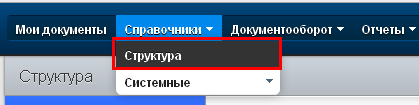 Мои документы Справочники Документооборот Отчеты
Структура
Структура
Системные